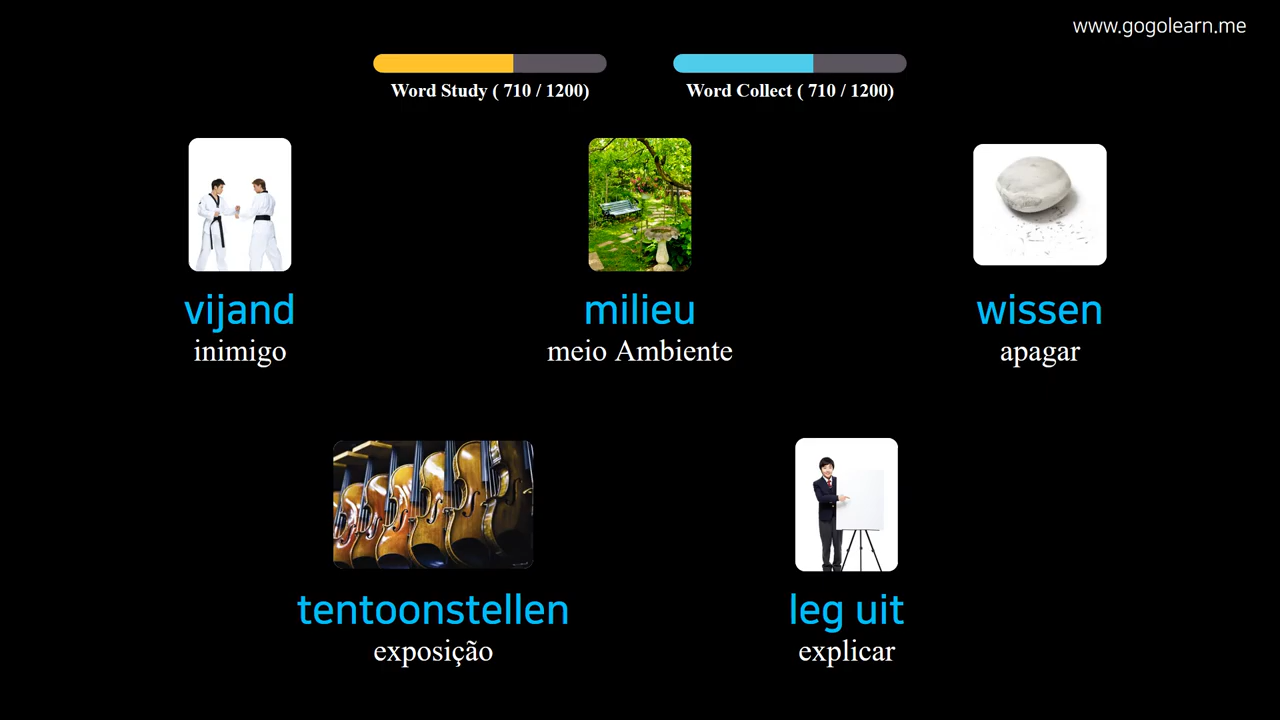 www.gogolearn.me
Word Study ( 710 / 1200)
Word Collect ( 710 / 1200)
vijand
inimigo
milieu
meio Ambiente
wissen
apagar
tentoonstellen
exposição
leg uit
explicar